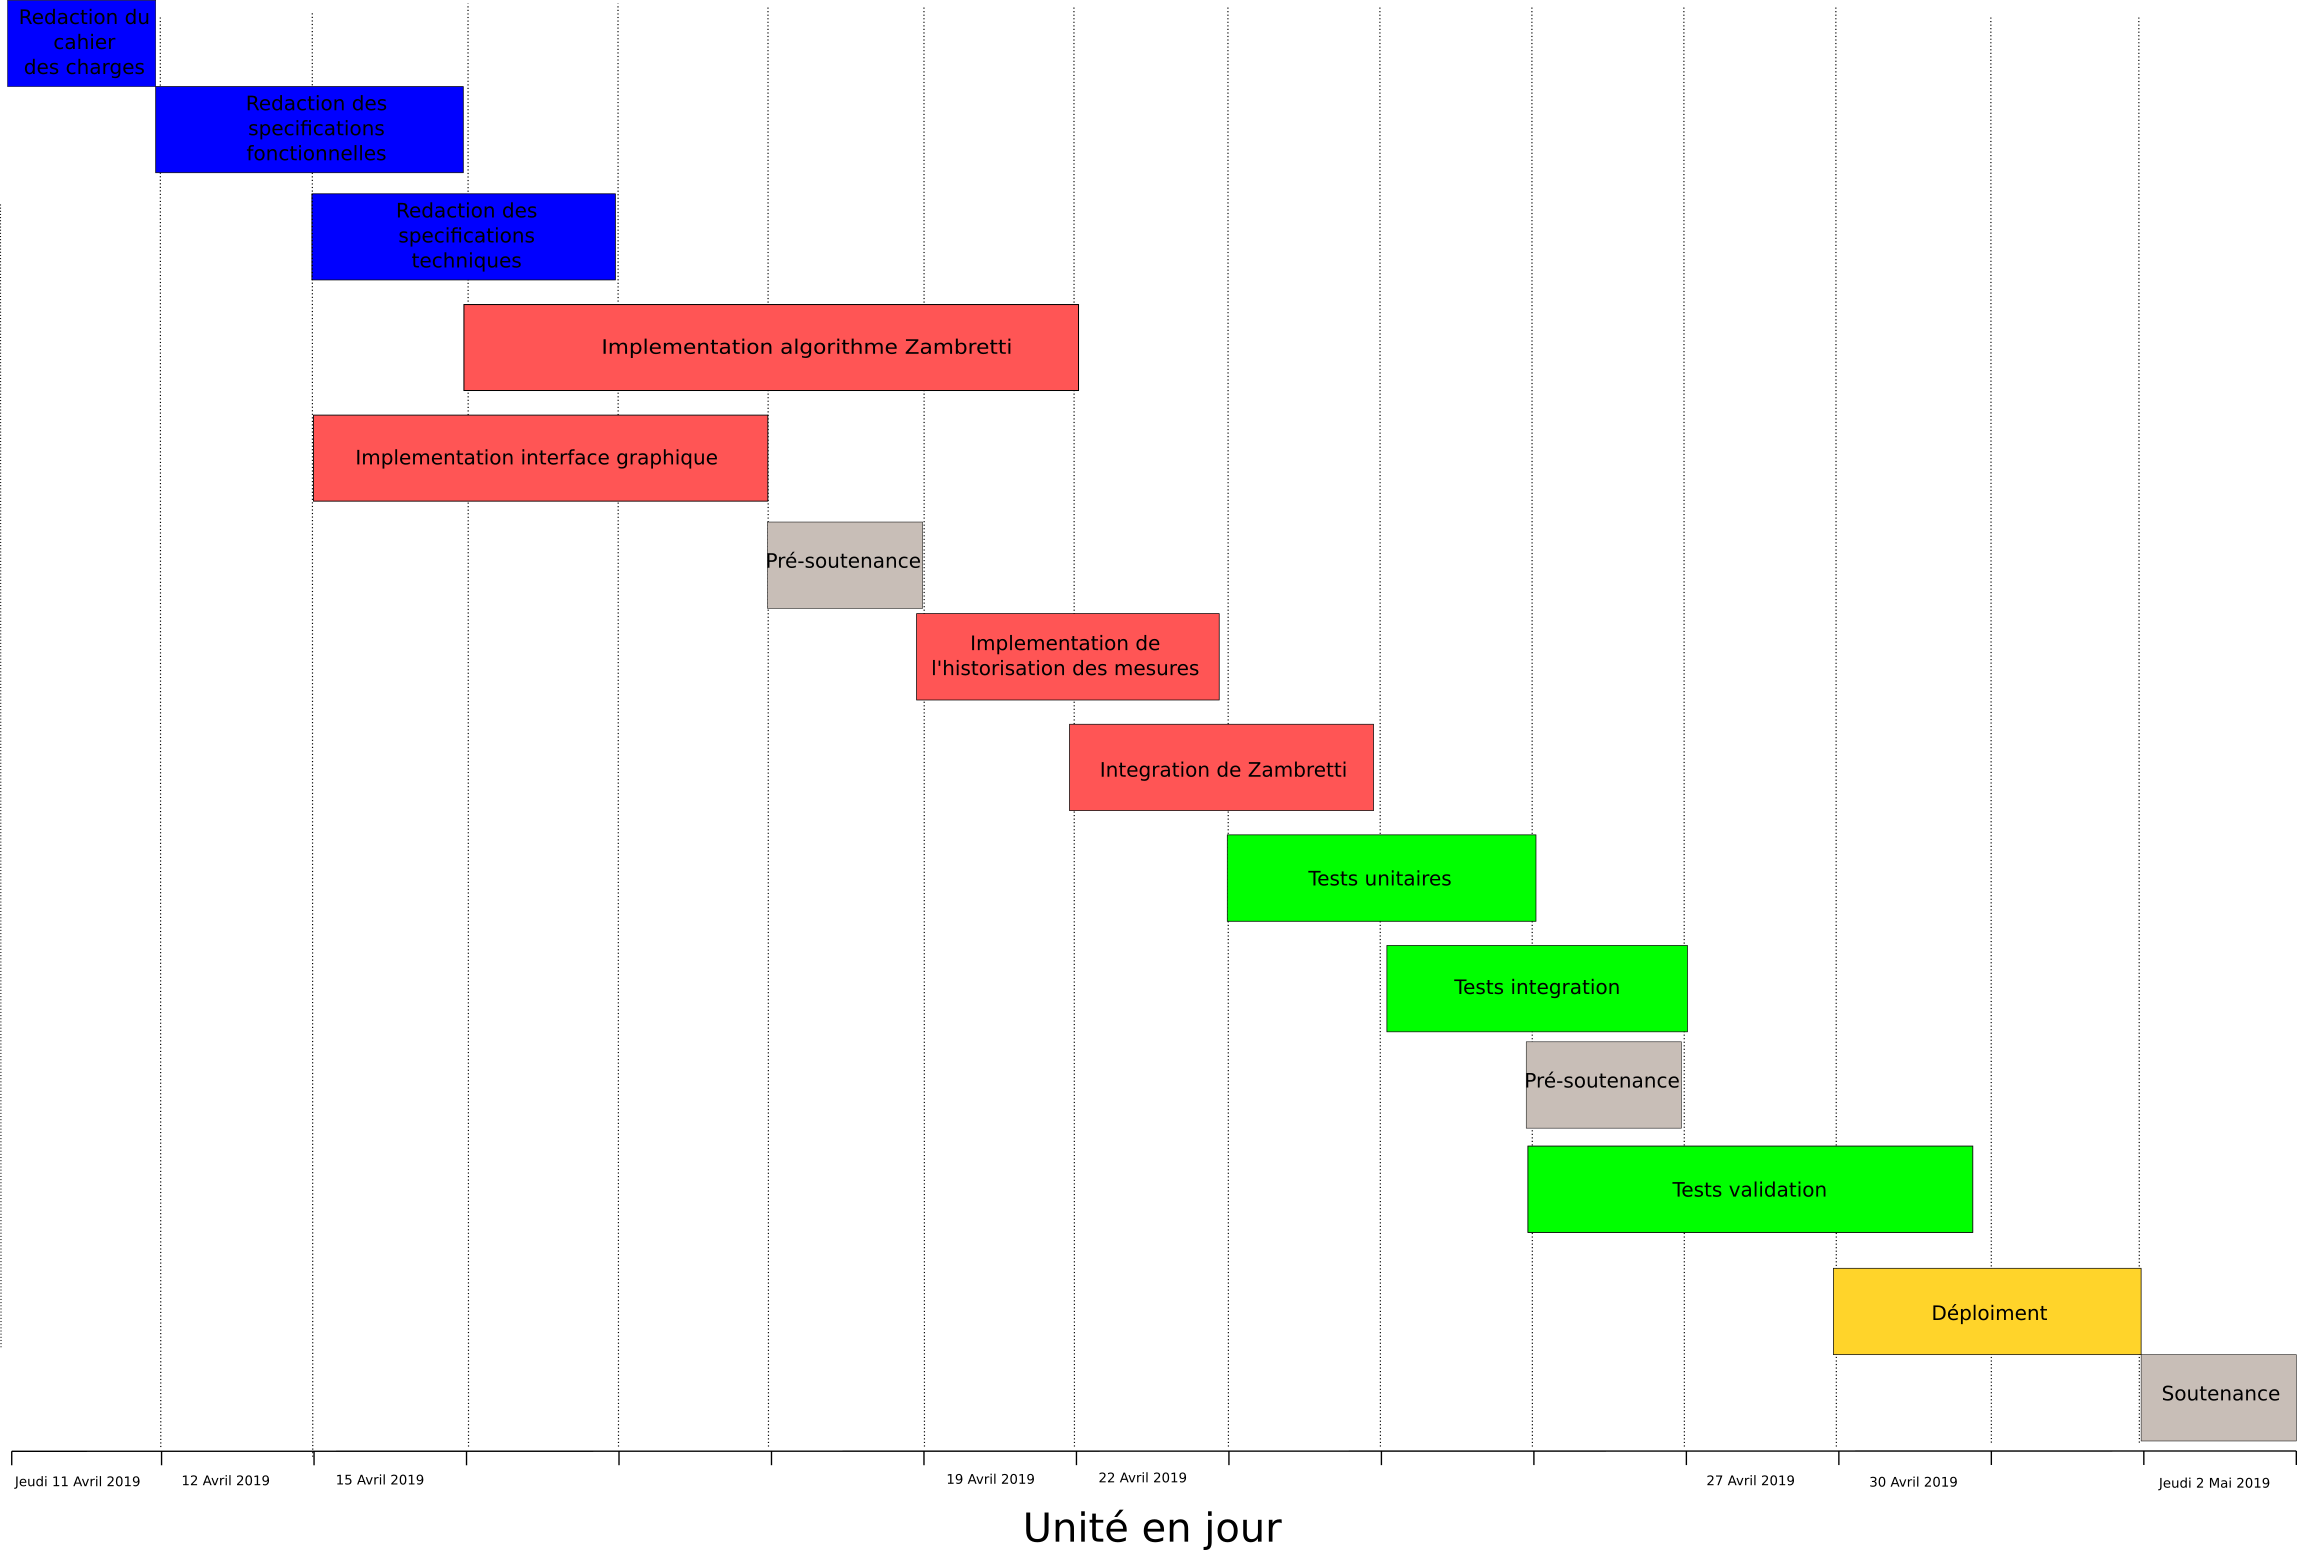 Redaction du
cahier
des charges
Redaction des
specifications
fonctionnelles
Redaction des
specifications
techniques
Implementation algorithme Zambretti
Implementation interface graphique
Pré-soutenance
Implementation de
l'historisation des mesures
Integration de Zambretti
Tests unitaires
Tests integration
Pré-soutenance
Tests validation
Déploiment
Soutenance
Jeudi 11 Avril 2019
12 Avril 2019
15 Avril 2019
19 Avril 2019
22 Avril 2019
27 Avril 2019
30 Avril 2019
Jeudi 2 Mai 2019
Unité en jour